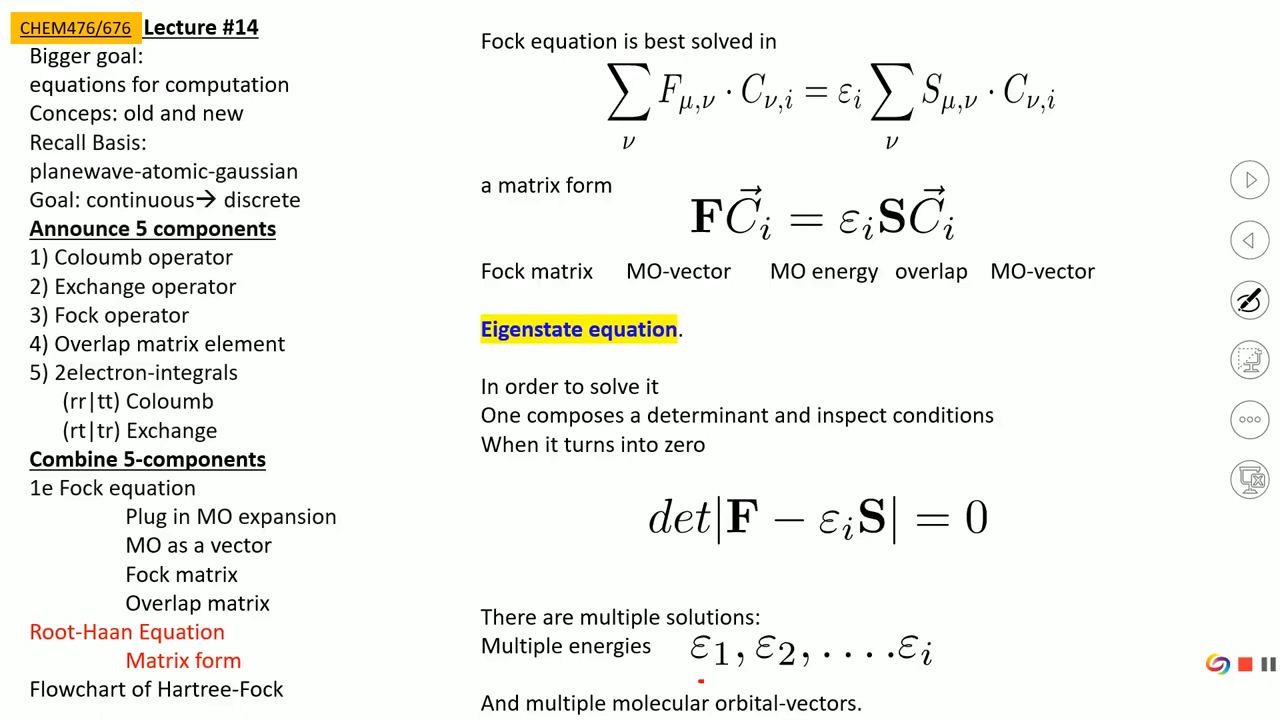 CHEM476/676 Lecture #14
Bigger goal:
equations for computation
Conceps: old and new
Recall Basis:
planewave-atomic-gaussian
Goal: continuous→ discrete
Announce 5 components
1) Coloumb operator
2) Exchange operator
3) Fock operator
4) Overlap matrix element
5) 2electron-integrals
(rr|tt) Coloumb
(rt|tr) Exchange
Combine 5-components
1e Fock equation
Plug in MO expansion
MO as a vector
Fock matrix
Overlap matrix
Root-Haan Equation
Matrix form
Flowchart of Hartree-Fock
Fock equation is best solved in
∑_ν F_{μ,ν} · C_{ν,i} = ε_i ∑_ν S_{μ,ν} · C_{ν,i}
a matrix form
𝐅C⃗_i = ε_i𝐒C⃗_i
Fock matrix MO-vector MO energy overlap MO-vector
Eigenstate equation.
In order to solve it
One composes a determinant and inspect conditions
When it turns into zero
det|𝐅 − ε_i𝐒| = 0
There are multiple solutions:
Multiple energies ε_1, ε_2, . . . . ε_i
And multiple molecular orbital-vectors.